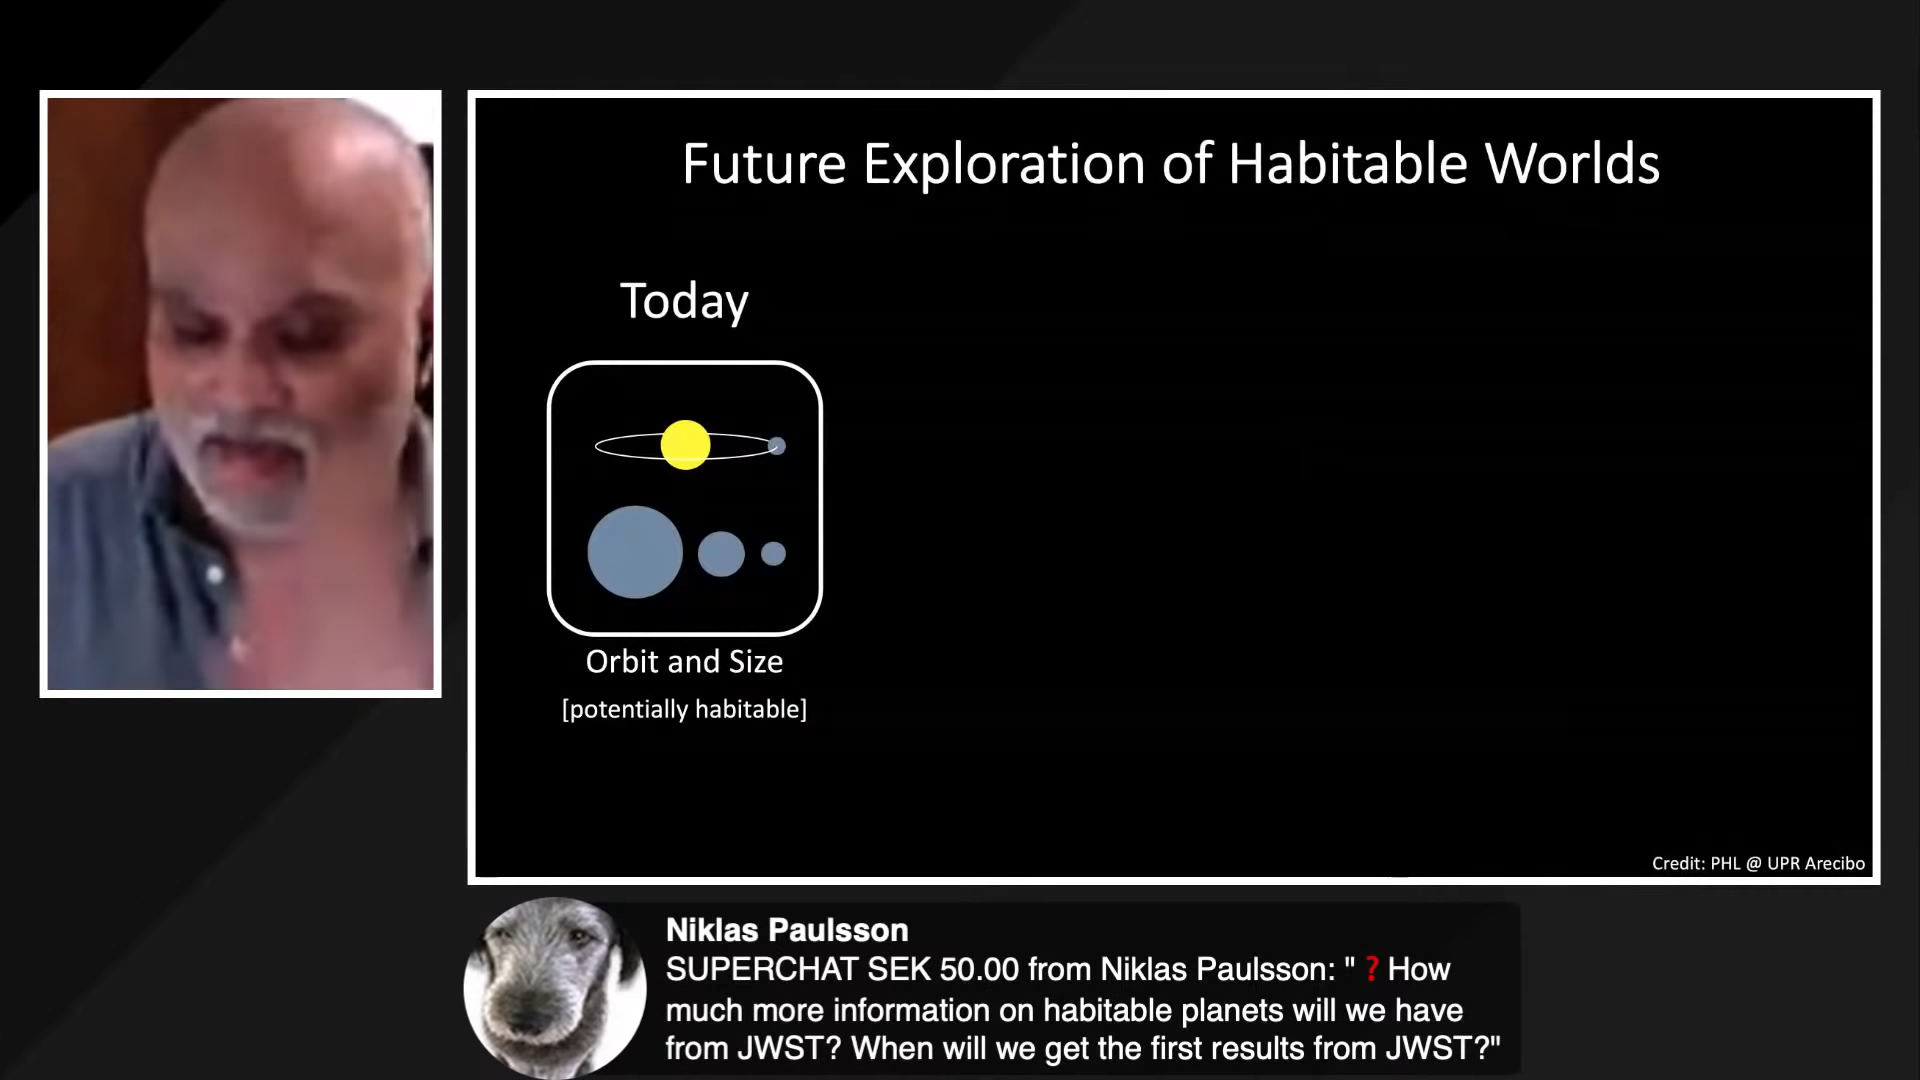 Future Exploration of Habitable Worlds
Today
Orbit and Size
[potentially habitable]
Credit: PHL @ UPR Arecibo
Niklas Paulsson
SUPERCHAT SEK 50.00 from Niklas Paulsson: "❓How
much more information on habitable planets will we have
from JWST? When will we get the first results from JWST?"